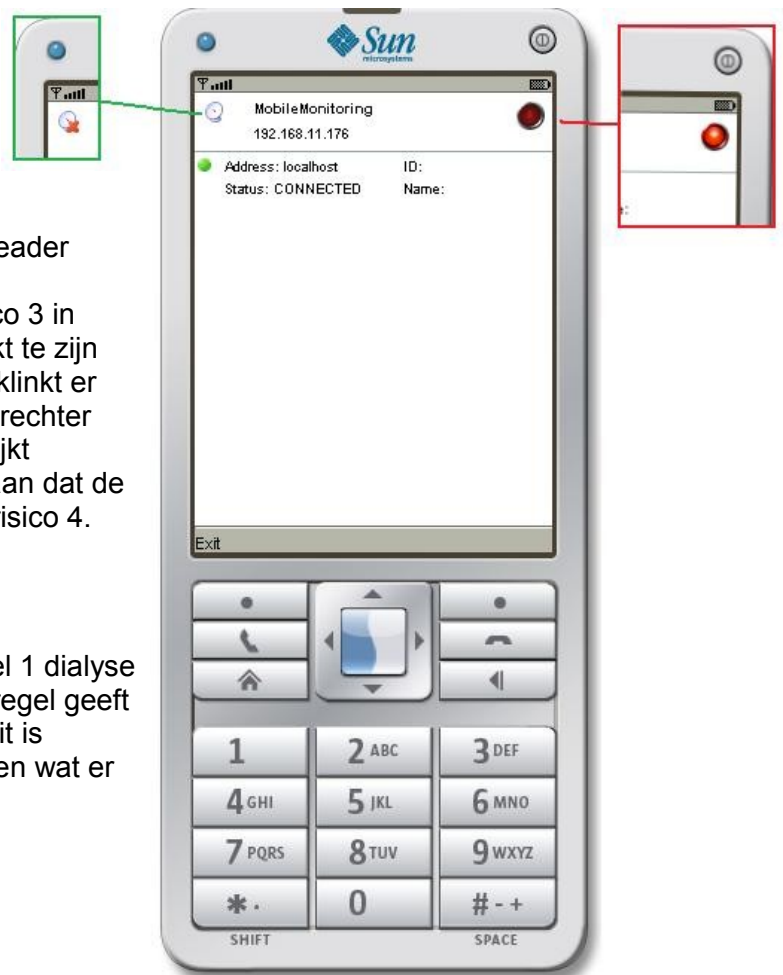 eader
co 3 in
kt te zijn
klinkt er
rechter
jkt
aan dat de
risico 4.
el 1 dialyse
regel geeft
it is
en wat er
Sun
microsystems
MobileMonitoring
192.168.11.176
Address: localhost ID:
Status: CONNECTED Name:
Exit
1 2 ABC 3 DEF
4 GHI 5 JKL 6 MNO
7 PQRS 8 TUV 9 WXYZ
* . 0 # - +
SHIFT SPACE
e: